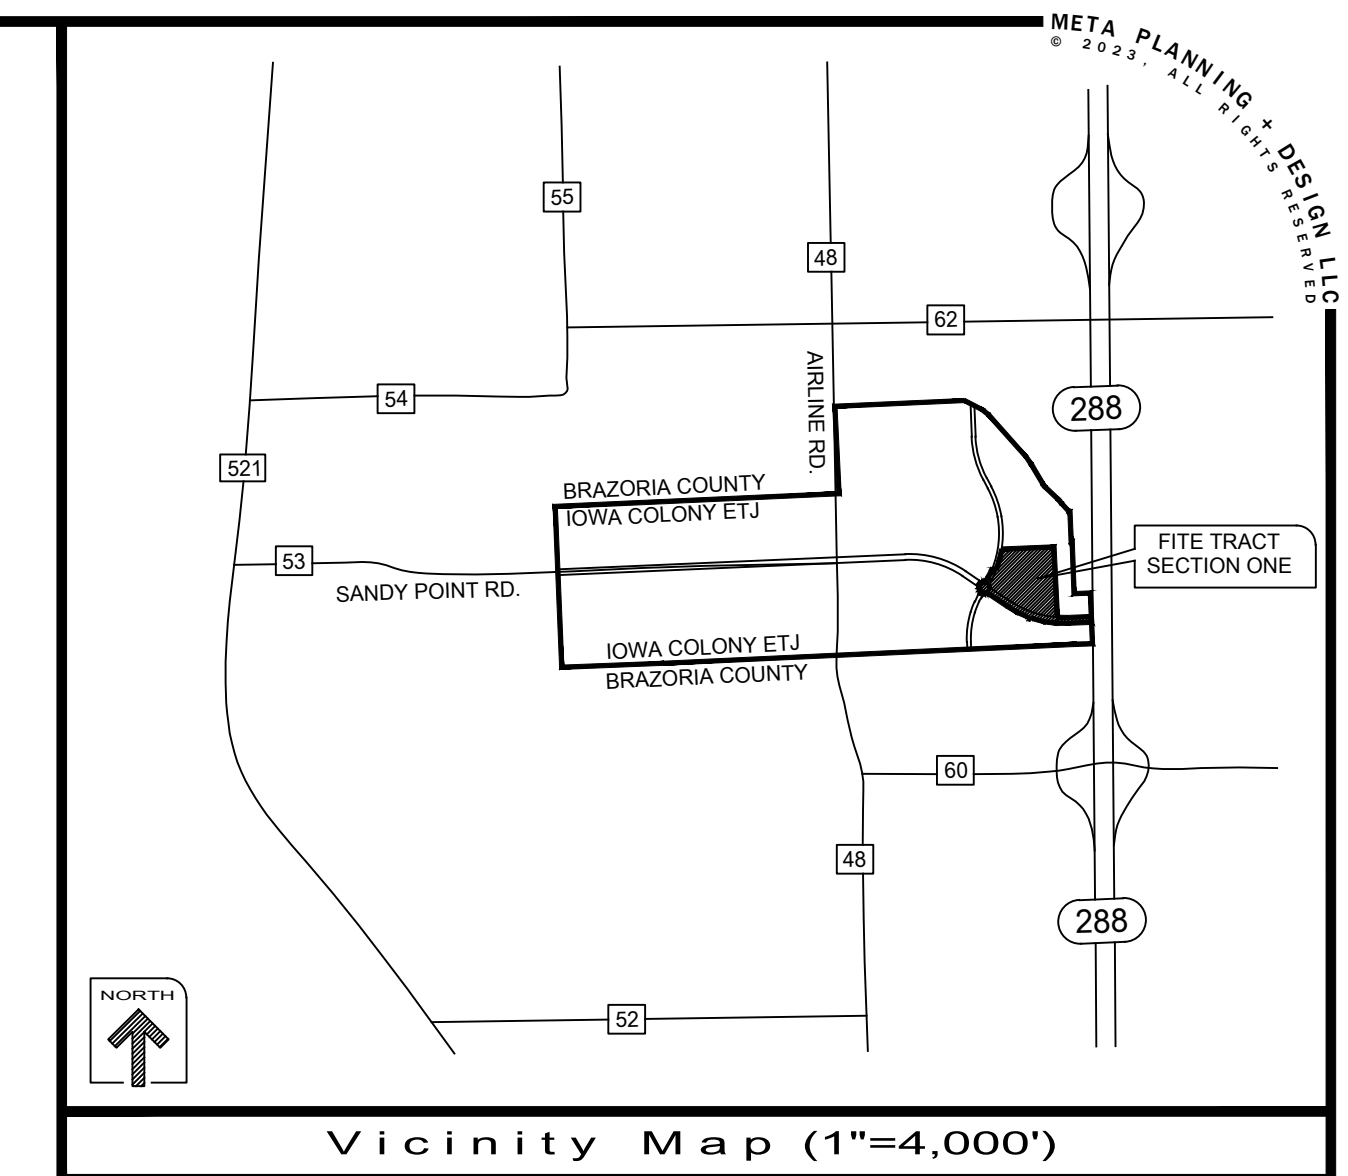 META PLANNING + DESIGN LLC
© 2023, ALL RIGHTS RESERVED
55
48
62
AIRLINE RD.
54
288
521
BRAZORIA COUNTY
IOWA COLONY ETJ
53
SANDY POINT RD.
FITE TRACT
SECTION ONE
IOWA COLONY ETJ
BRAZORIA COUNTY
60
48
288
NORTH
52
Vicinity Map (1"=4,000')